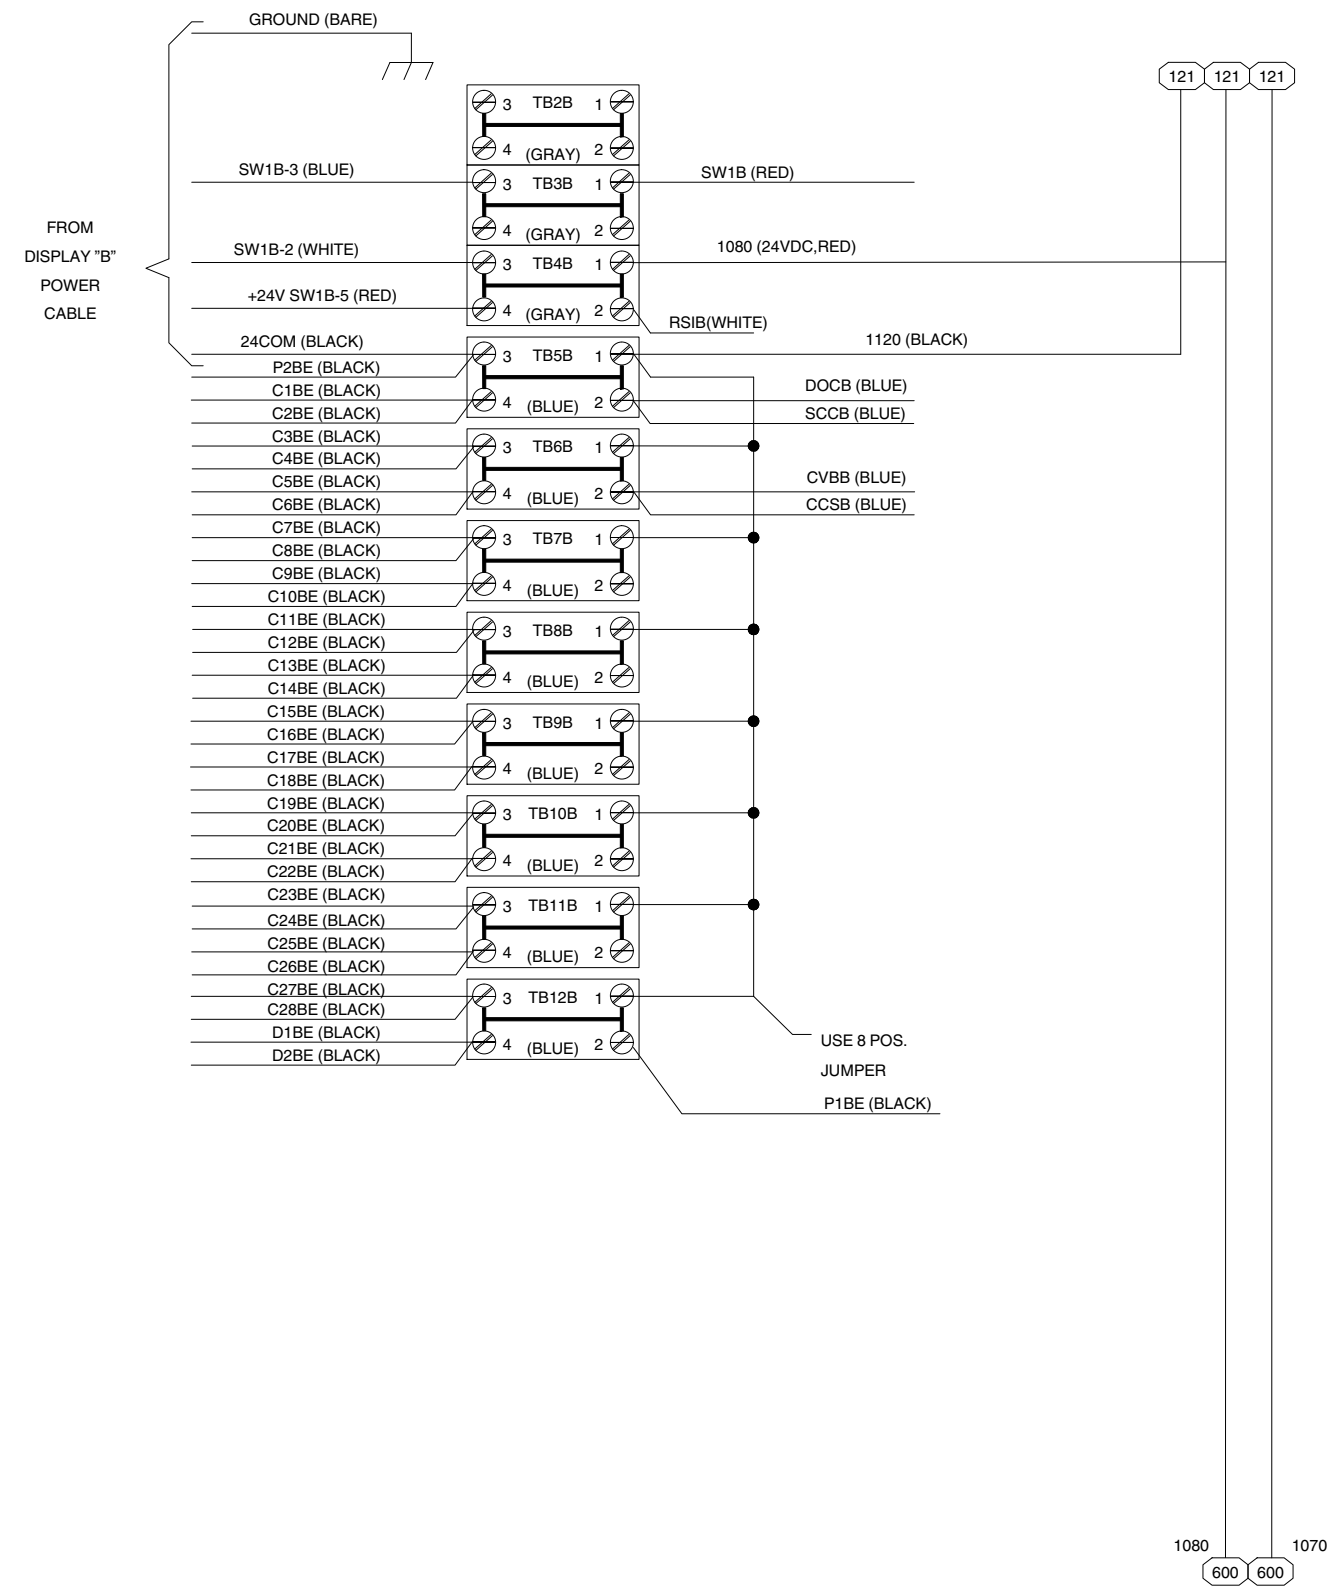 GROUND (BARE)
121 121 121
3 TB2B 1
4 (GRAY) 2
SW1B-3 (BLUE)
3 TB3B 1
SW1B (RED)
4 (GRAY) 2
FROM
DISPLAY "B"
POWER
CABLE
SW1B-2 (WHITE)
3 TB4B 1
1080 (24VDC,RED)
+24V SW1B-5 (RED)
4 (GRAY) 2
RSIB(WHITE)
24COM (BLACK)
3 TB5B 1
1120 (BLACK)
P2BE (BLACK)
C1BE (BLACK)
DOCB (BLUE)
4 (BLUE) 2
C2BE (BLACK)
SCCB (BLUE)
C3BE (BLACK)
3 TB6B 1
C4BE (BLACK)
C5BE (BLACK)
CVBB (BLUE)
4 (BLUE) 2
C6BE (BLACK)
CCSB (BLUE)
C7BE (BLACK)
3 TB7B 1
C8BE (BLACK)
C9BE (BLACK)
4 (BLUE) 2
C10BE (BLACK)
C11BE (BLACK)
3 TB8B 1
C12BE (BLACK)
C13BE (BLACK)
4 (BLUE) 2
C14BE (BLACK)
C15BE (BLACK)
3 TB9B 1
C16BE (BLACK)
C17BE (BLACK)
4 (BLUE) 2
C18BE (BLACK)
C19BE (BLACK)
3 TB10B 1
C20BE (BLACK)
C21BE (BLACK)
4 (BLUE) 2
C22BE (BLACK)
C23BE (BLACK)
3 TB11B 1
C24BE (BLACK)
C25BE (BLACK)
4 (BLUE) 2
C26BE (BLACK)
C27BE (BLACK)
3 TB12B 1
C28BE (BLACK)
D1BE (BLACK)
4 (BLUE) 2
D2BE (BLACK)
USE 8 POS.
JUMPER
P1BE (BLACK)
1080 1070
600 600